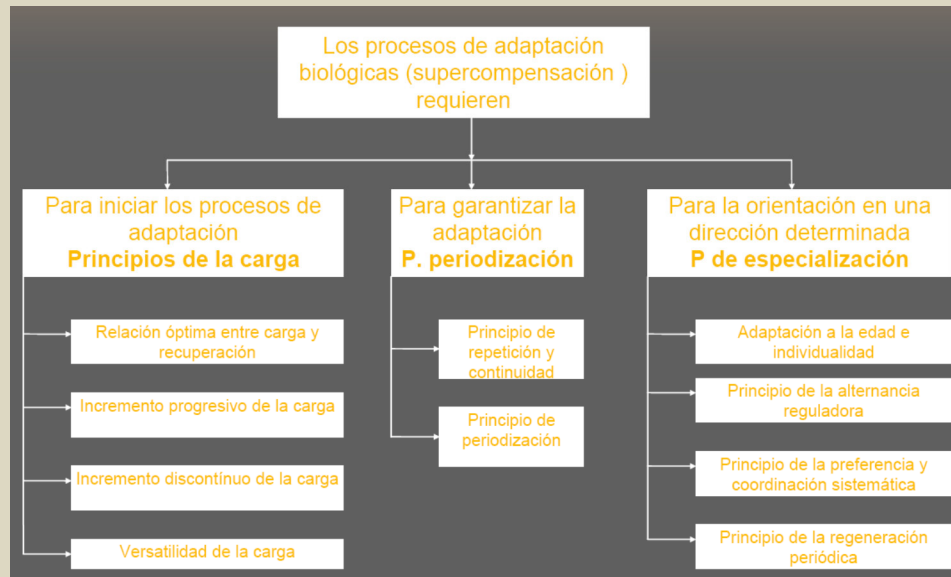 Los procesos de adaptación
biológicas (supercompensación )
requieren
Para iniciar los procesos de
adaptación
Principios de la carga
Relación óptima entre carga y
recuperación
Incremento progresivo de la carga
Incremento discontínuo de la carga
Versatilidad de la carga
Para garantizar la
adaptación
P. periodización
Principio de
repetición y
continuidad
Principio de
periodización
Para la orientación en una
dirección determinada
P de especialización
Adaptación a la edad e
individualidad
Principio de la alternancia
reguladora
Principio de la preferencia y
coordinación sistemática
Principio de la regeneración
periódica